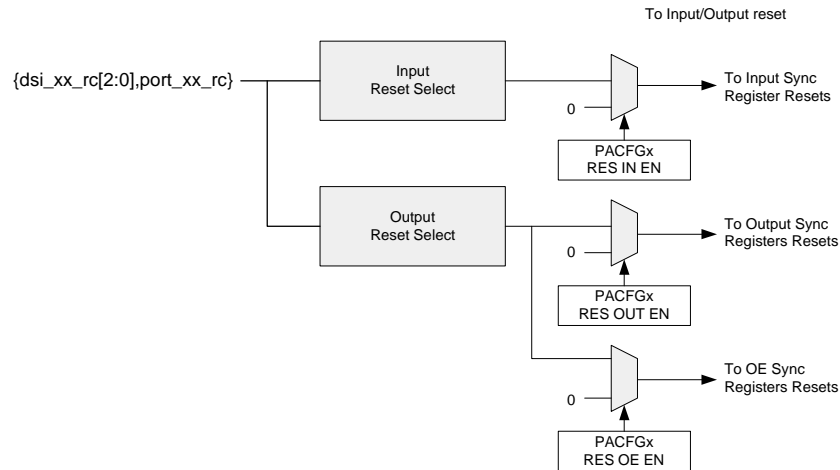 To Input/Output reset
{dsi_xx_rc[2:0],port_xx_rc}
Input
Reset Select
0
PACFGx
RES IN EN
To Input Sync
Register Resets
Output
Reset Select
0
PACFGx
RES OUT EN
To Output Sync
Registers Resets
0
PACFGx
RES OE EN
To OE Sync
Registers Resets